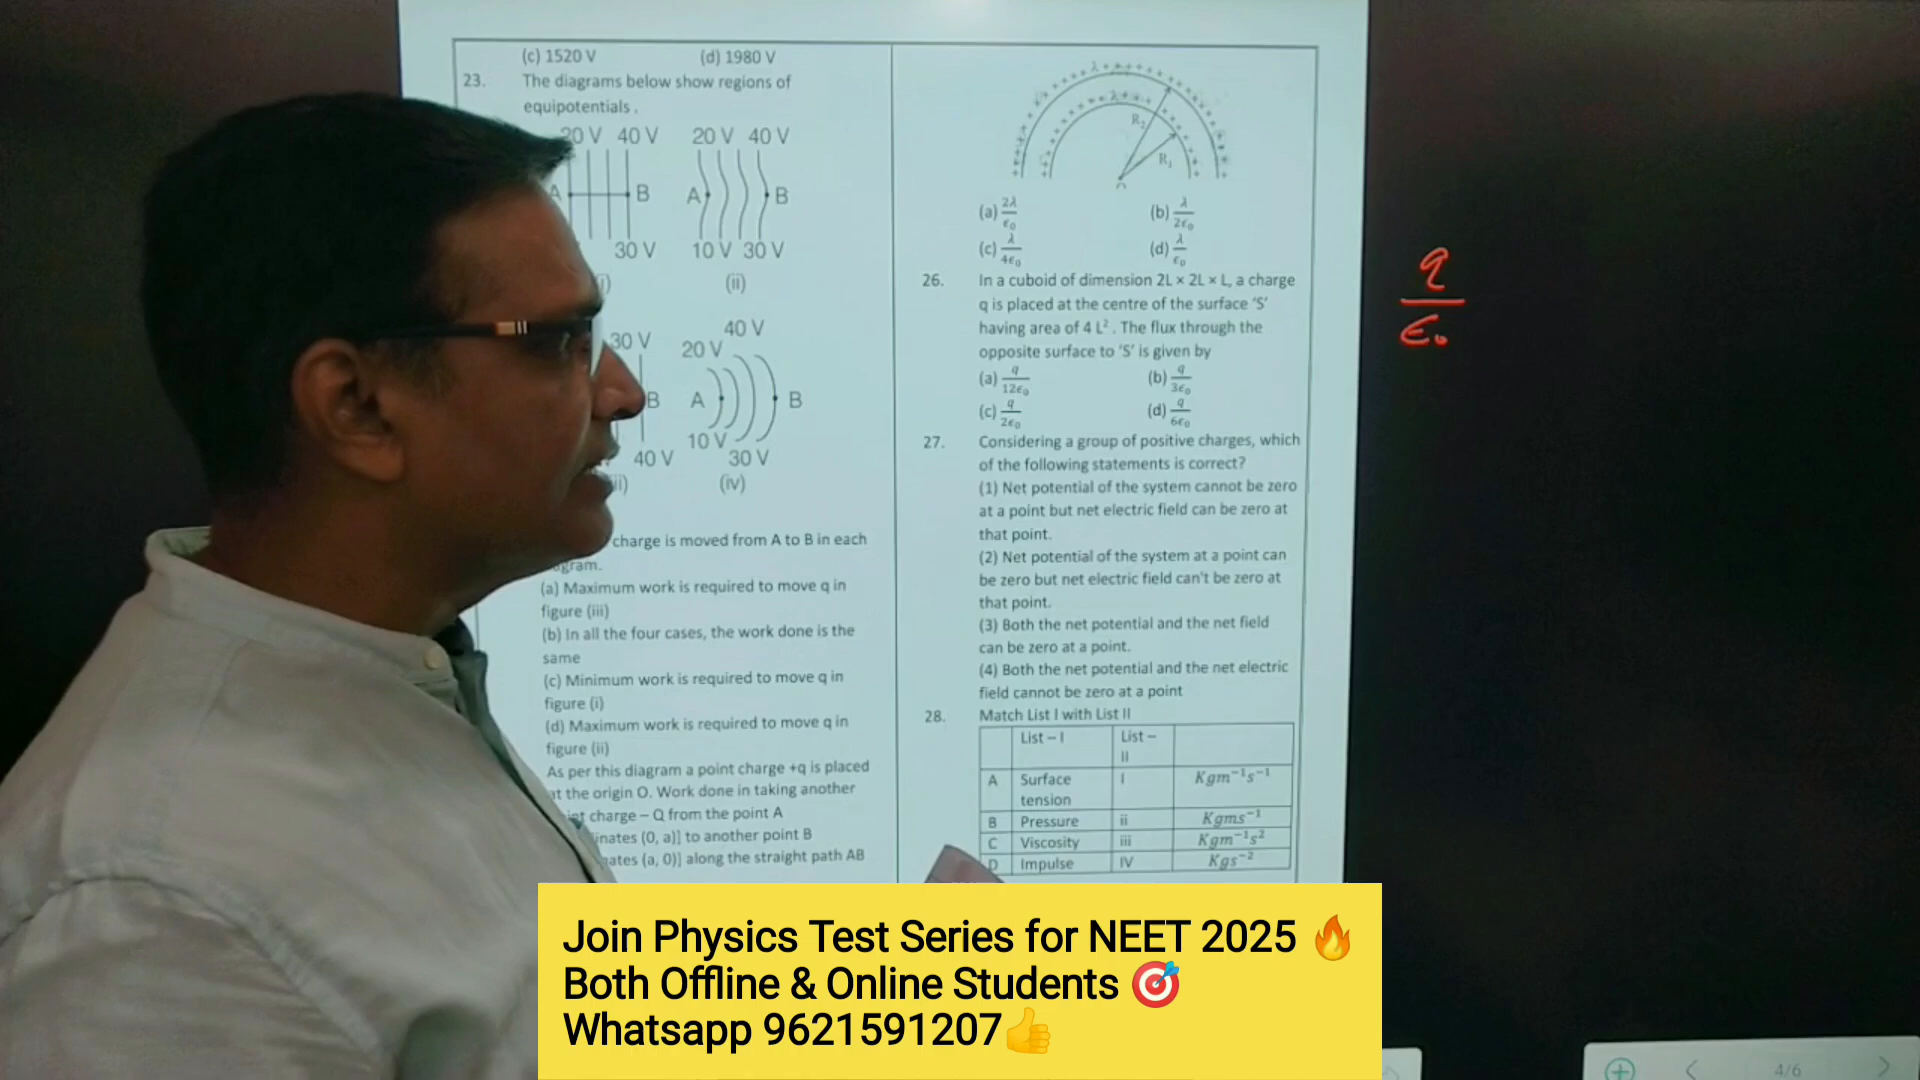 (c) 1520 V (d) 1980 V
23. The diagrams below show regions of
equipotentials .
20 V 40 V 20 V 40 V
A B A B
30 V 10 V 30 V
(ii)
30 V 20 V 40 V
B A B
40 V 10 V 30 V
(iv)
charge is moved from A to B in each
(a) Maximum work is required to move q in
figure (iii)
(b) In all the four cases, the work done is the
same
(c) Minimum work is required to move q in
figure (i)
(d) Maximum work is required to move q in
figure (ii)
As per this diagram a point charge +q is placed
at the origin O. Work done in taking another
charge – Q from the point A
(0, a)] to another point B
(a, 0)] along the straight path AB
λ
λ
R₂
R₁
(a) 2λ/ϵ₀ (b) λ/2ϵ₀
(c) λ/4ϵ₀ (d) λ/ϵ₀
26. In a cuboid of dimension 2L × 2L × L, a charge
q is placed at the centre of the surface ‘S’
having area of 4 L² . The flux through the
opposite surface to ‘S’ is given by
(a) q/12ϵ₀ (b) q/3ϵ₀
(c) q/2ϵ₀ (d) q/6ϵ₀
27. Considering a group of positive charges, which
of the following statements is correct?
(1) Net potential of the system cannot be zero
at a point but net electric field can be zero at
that point.
(2) Net potential of the system at a point can
be zero but net electric field can't be zero at
that point.
(3) Both the net potential and the net field
can be zero at a point.
(4) Both the net potential and the net electric
field cannot be zero at a point
28. Match List I with List II
List – I List –
II
A Surface I Kgm⁻¹s⁻¹
tension
B Pressure ii Kgms⁻¹
C Viscosity iii Kgm⁻¹s²
D Impulse IV Kgs⁻²
q
ϵ₀
Join Physics Test Series for NEET 2025 🔥
Both Offline & Online Students 🎯
Whatsapp 9621591207👍
4/6